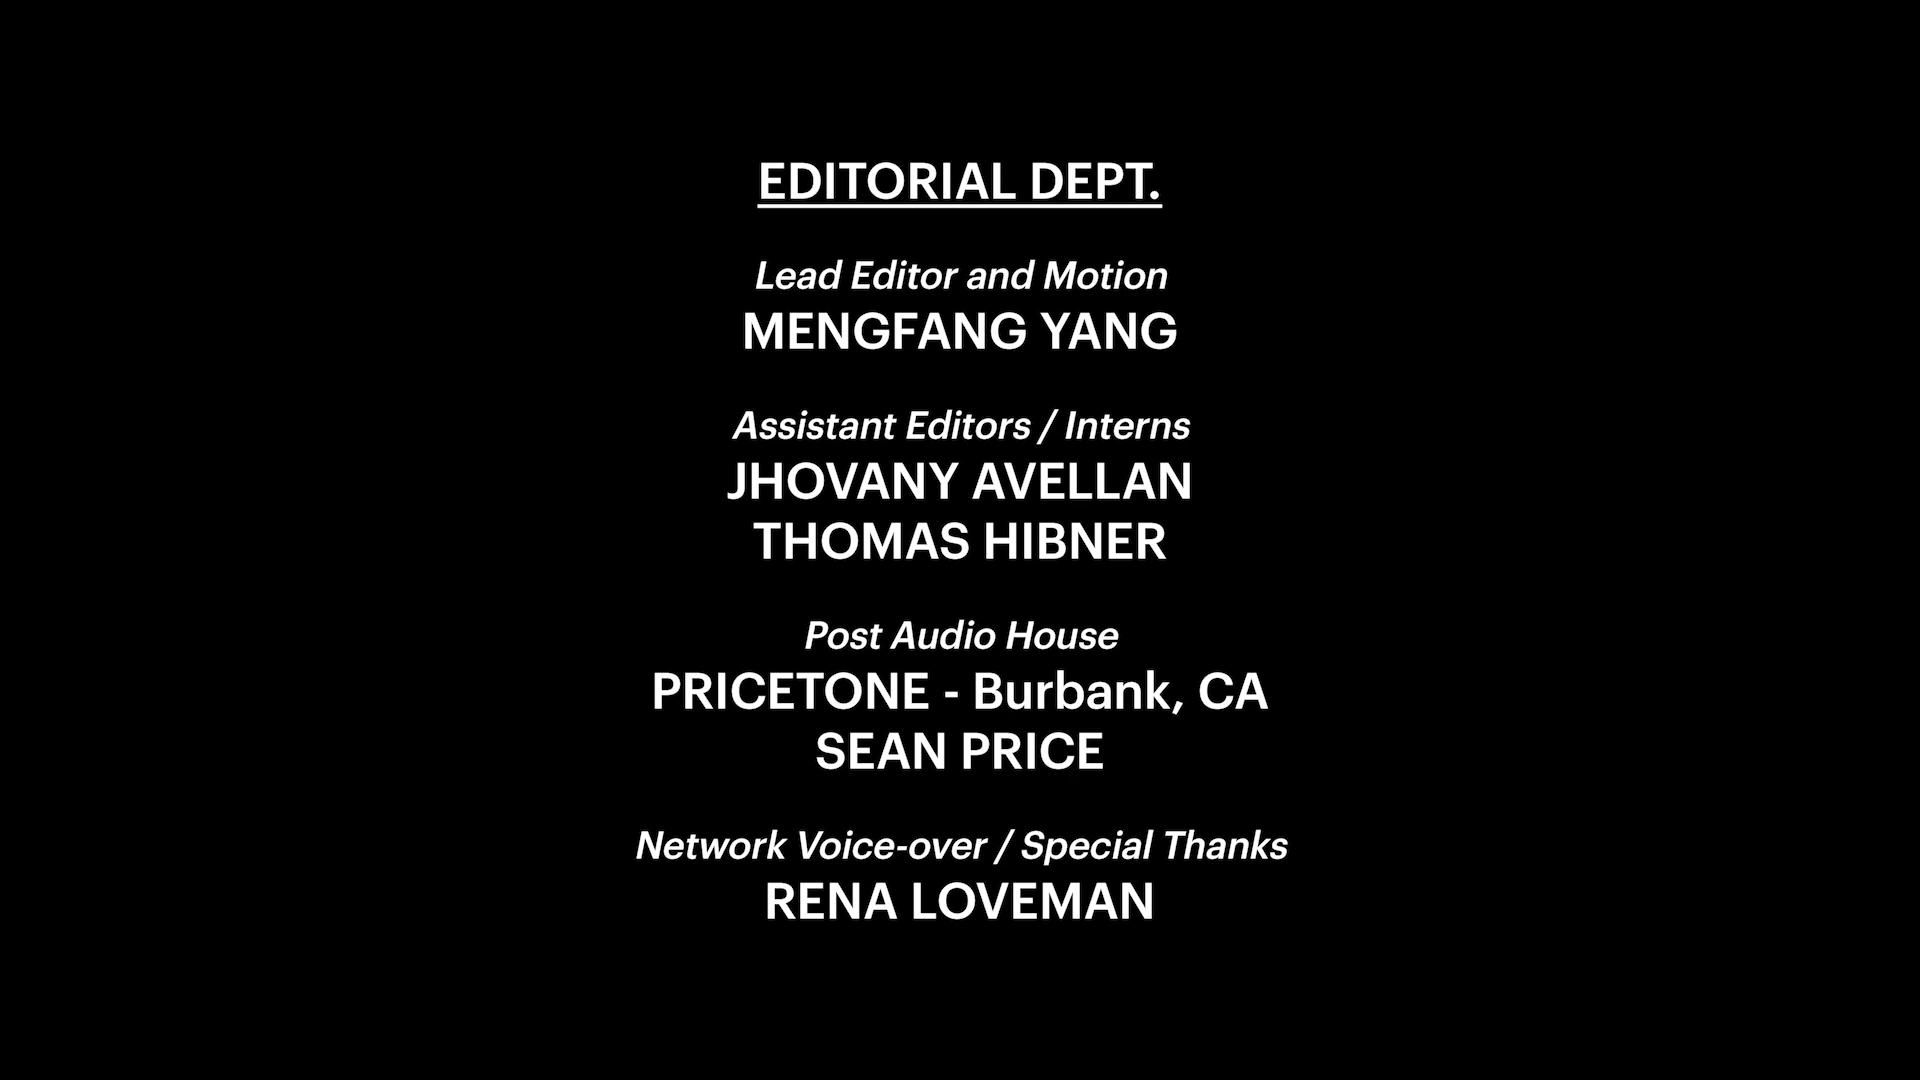 EDITORIAL DEPT.
Lead Editor and Motion
MENGFANG YANG
Assistant Editors / Interns
JHOVANY AVELLAN
THOMAS HIBNER
Post Audio House
PRICETONE - Burbank, CA
SEAN PRICE
Network Voice-over / Special Thanks
RENA LOVEMAN